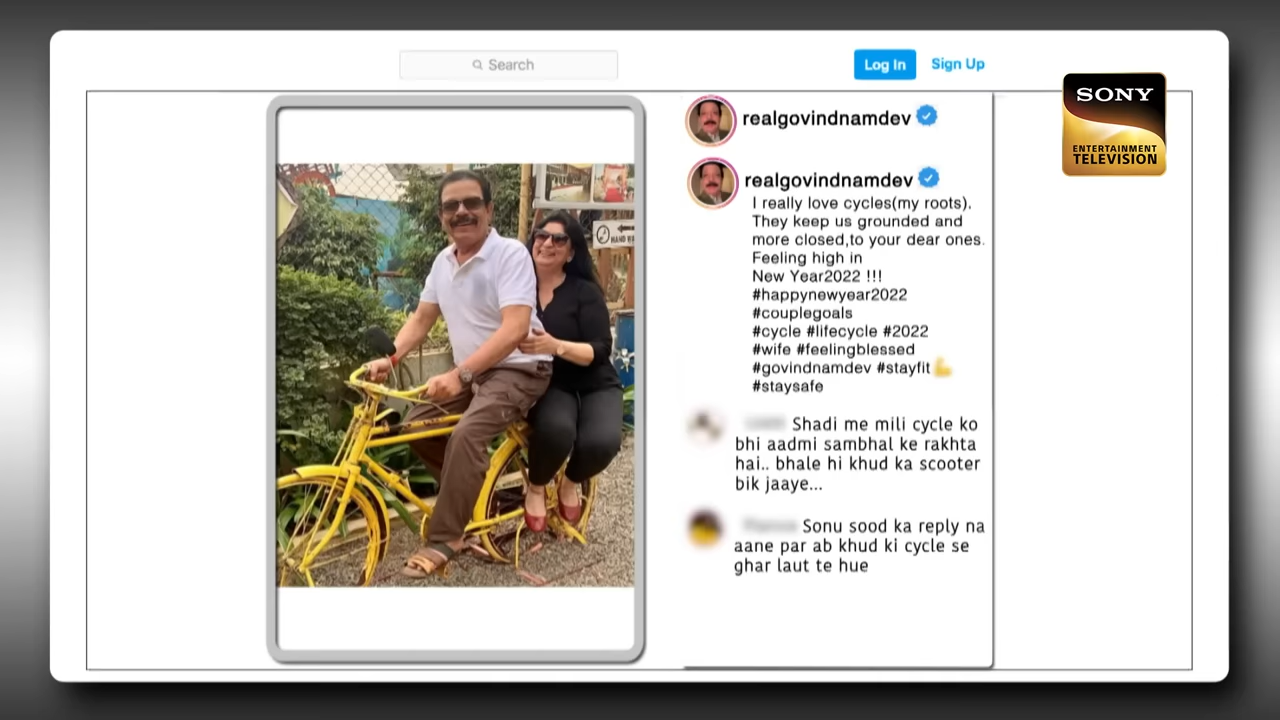 Search
Log In
Sign Up
SONY
ENTERTAINMENT
TELEVISION
realgovindnamdev
realgovindnamdev
I really love cycles(my roots).
They keep us grounded and
more closed,to your dear ones.
Feeling high in
New Year2022 !!!
#happynewyear2022
#couplegoals
#cycle #lifecycle #2022
#wife #feelingblessed
#govindnamdev #stayfit💪
#staysafe
Shadi me mili cycle ko
bhi aadmi sambhal ke rakhta
hai.. bhale hi khud ka scooter
bik jaaye...
Sonu sood ka reply na
aane par ab khud ki cycle se
ghar laut te hue